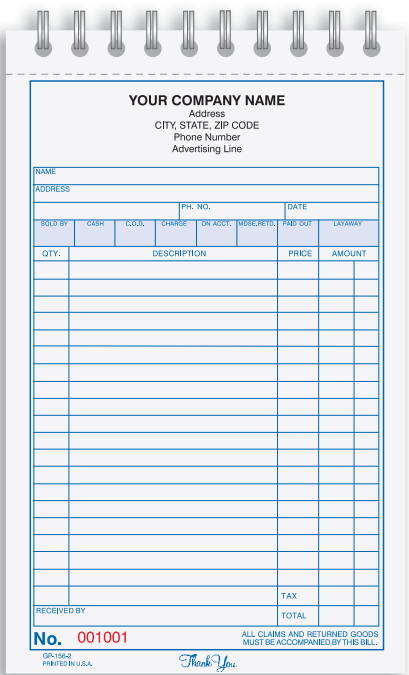 YOUR COMPANY NAME
Address
CITY, STATE, ZIP CODE
Phone Number
Advertising Line
NAME
ADDRESS
PH. NO. DATE
SOLD BY CASH C.O.D. CHARGE ON ACCT. MDSE.RETD. PAID OUT LAYAWAY
QTY. DESCRIPTION PRICE AMOUNT
TAX
RECEIVED BY
TOTAL
No. 001001
ALL CLAIMS AND RETURNED GOODS
MUST BE ACCOMPANIED BY THIS BILL.
GP-156-2
PRINTED IN U.S.A.
Thank You